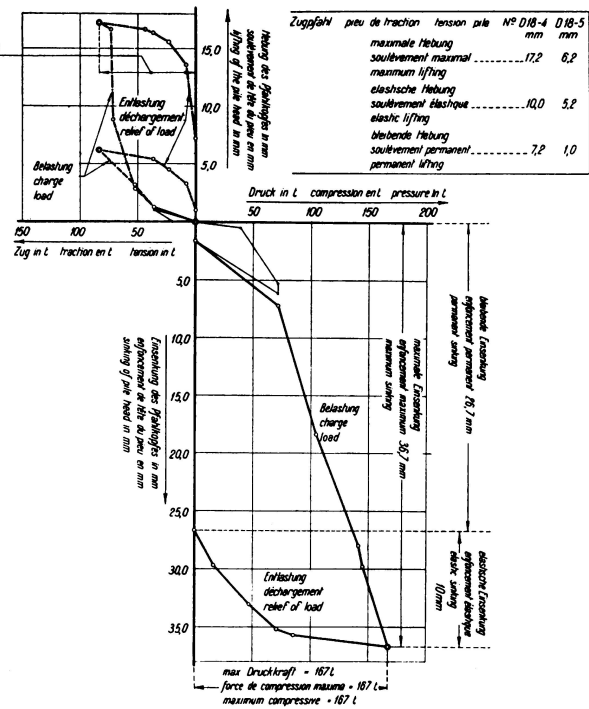 Zugpfahl pieu de traction tension pile Nº D18-4 D18-5
mm mm
maximale Hebung
soulèvement maximal 17,2 6,2
maximum lifting
elastische Hebung
soulèvement élastique 10,0 5,2
elastic lifting
bleibende Hebung
soulèvement permanent 7,2 1,0
permanent lifting
15,0
10,0
5,0
Hebung des Pfahlkopfes in mm
soulèvement de tête du pieu en mm
lifting of the pile head in mm
Entlastung
déchargement
relief of load
Belastung
charge
load
Druck in t compression en t pressure in t
50 100 150 200
150 100 50
Zug in t traction en t tension in t
5,0
10,0
15,0
20,0
25,0
30,0
35,0
Einsenkung des Pfahlkopfes in mm
enfoncement de tête du pieu en mm
sinking of pile head in mm
Belastung
charge
load
maximale Einsenkung
enfoncement maximum 36,7 mm
maximum sinking
bleibende Einsenkung
enfoncement permanent 26,7 mm
permanent sinking
elastische Einsenkung
enfoncement élastique
elastic sinking
10 mm
Entlastung
déchargement
relief of load
max Druckkraft = 167 t
force de compression maxima = 167 t
maximum compressive = 167 t